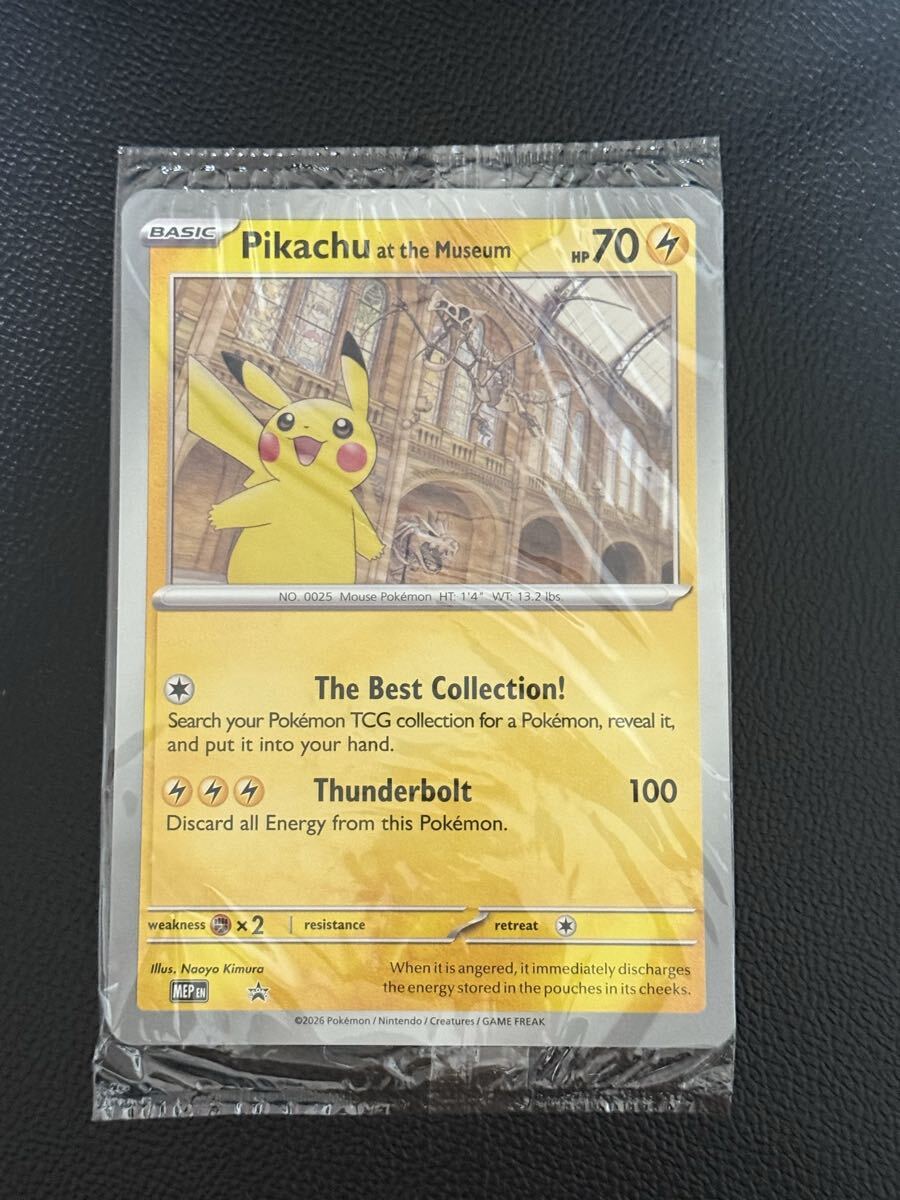 BASIC
Pikachu at the Museum
HP 70
NO. 0025 Mouse Pokémon HT: 1'4" WT: 13.2 lbs.
The Best Collection!
Search your Pokémon TCG collection for a Pokémon, reveal it,
and put it into your hand.
Thunderbolt 100
Discard all Energy from this Pokémon.
weakness ×2 resistance retreat
Illus. Naoyo Kimura
MEP EN
When it is angered, it immediately discharges
the energy stored in the pouches in its cheeks.
©2026 Pokémon / Nintendo / Creatures / GAME FREAK